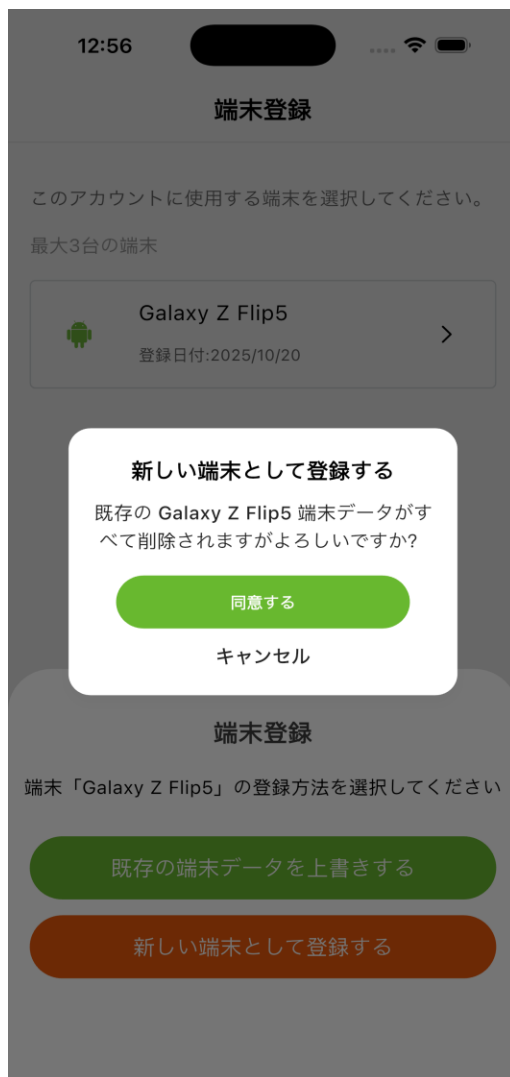 12:56
端末登録
このアカウントに使用する端末を選択してください。
最大3台の端末
Galaxy Z Flip5
登録日付:2025/10/20
新しい端末として登録する
既存の Galaxy Z Flip5 端末データがす
べて削除されますがよろしいですか?
同意する
キャンセル
端末登録
端末「Galaxy Z Flip5」の登録方法を選択してください
既存の端末データを上書きする
新しい端末として登録する